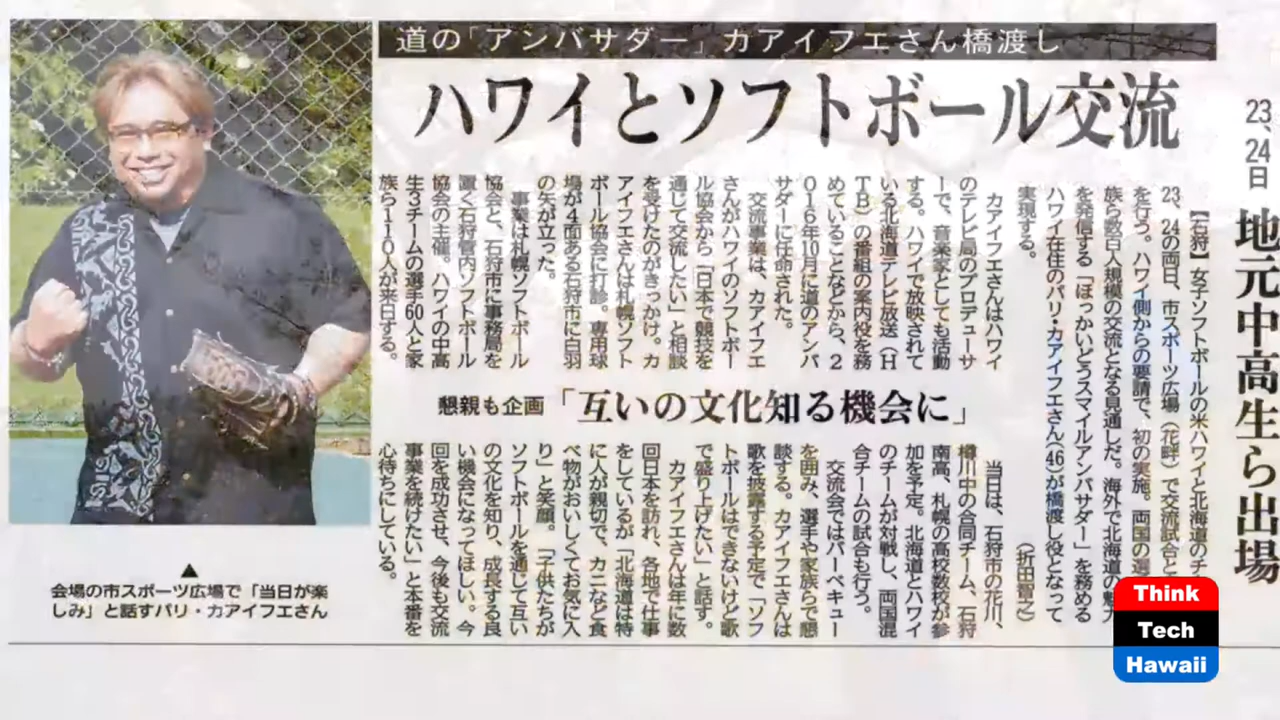 道の「アンバサダー」カアイフエさん橋渡し
ハワイとソフトボール交流
23、24日 地元中高生ら出場
【石狩】女子ソフトボールの米ハワイと北海道のチ
23、24の両日、市スポーツ広場(花畔)で交流試合と
を行う。ハワイ側からの要請で、初の実施。両国の選
族ら数百人規模の交流となる見通しだ。海外で北海道の魅力
を発信する「ほっかいどうスマイルアンバサダー」を務める
ハワイ在住のパリ・カアイフエさん(46)が橋渡し役となって
実現する。
カアイフエさんはハワイ
のテレビ局のプロデューサ
ーで、音楽家としても活動
する。ハワイで放映されて
いる北海道テレビ放送(H
TB)の番組の案内役を務
めていることなどから、2
016年10月に道のアンバ
サダーに任命された。
交流事業は、カアイフエ
さんがハワイのソフトボー
ル協会から「日本で競技を
通じて交流したい」と相談
を受けたのがきっかけ。カ
アイフエさんは札幌ソフト
ボール協会に打診。専用球
場が4面ある石狩市に白羽
の矢が立った。
事業は札幌ソフトボール
協会と、石狩市に事務局を
置く石狩管内ソフトボール
協会の主催。ハワイの中高
生3チームの選手60人と家
族ら110人が来日する。
懇親も企画「互いの文化知る機会に」
当日は、石狩市の花川、
樽川中の合同チーム、石狩
南高、札幌の高校数校が参
加を予定。北海道とハワイ
のチームが対戦し、両国混
合チームの試合も行う。
交流会ではバーベキュー
を囲み、選手や家族らで懇
談する。カアイフエさんは
歌を披露する予定で「ソフ
トボールはできないけど歌
で盛り上げたい」と話す。
カアイフエさんは年に数
回日本を訪れ、各地で仕事
をしているが「北海道は特
に人が親切で、カニなど食
べ物がおいしくてお気に入
り」と笑顔。「子供たちが
ソフトボールを通じて互い
の文化を知り、成長する良
い機会になってほしい。今
回を成功させ、今後も交流
事業を続けたい」と本番を
心待ちにしている。
▲
会場の市スポーツ広場で「当日が楽
しみ」と話すパリ・カアイフエさん
Think
Tech
Hawaii